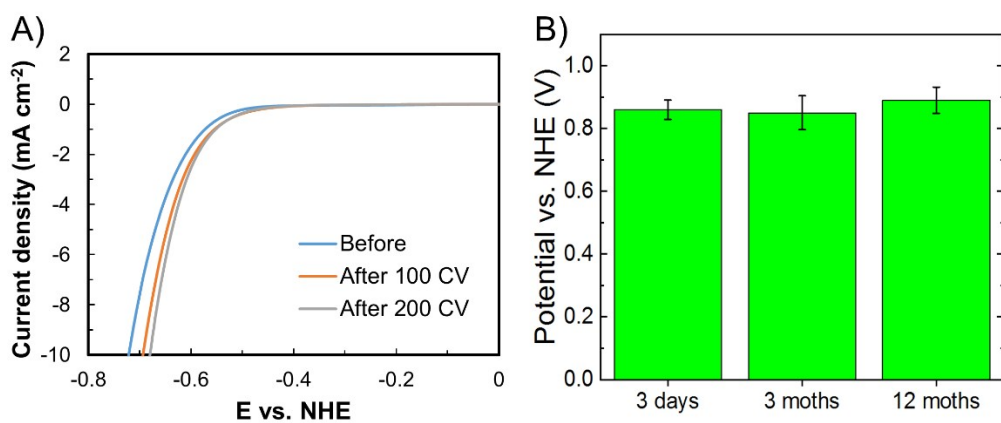 A)
2
0
-2
-4
-6
-8
-10
Current density (mA cm⁻²)
Before
After 100 CV
After 200 CV
-0.8
-0.6
-0.4
-0.2
0
E vs. NHE
B)
1.0
0.8
0.6
0.4
0.2
0.0
Potential vs. NHE (V)
3 days
3 moths
12 moths